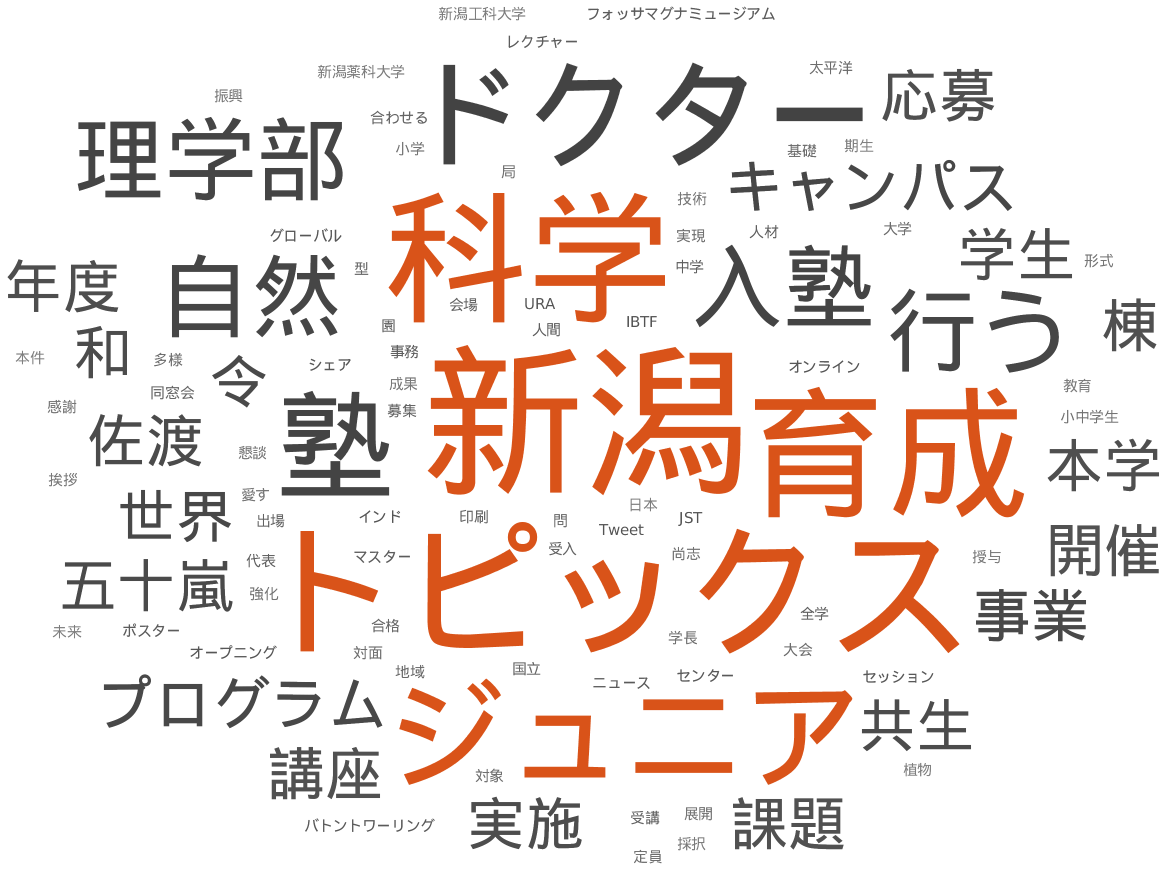 新潟工科大学
フォッサマグナミュージアム
レクチャー
新潟薬科大学
太平洋
振興
ドクター
応募
合わせる
小学
理学部
基礎
期生
局
キャンパス
技術
科学
グローバル
実現
人材
大学
学生
形式
年度
自然
型
中学
入塾
行う
会場
URA
IBTF
園
人間
棟
和
本件
多様
令
シェア
事務
オンライン
成果
同窓会
感謝
募集
新潟
育成
教育
小中学生
佐渡
塾
懇談
本学
挨拶
愛す
世界
出場
インド
印刷
問
日本
JST
Tweet
開催
代表
マスター
受入
尚志
授与
五十嵐
強化
トピックス
事業
未来
ポスター
合格
全学
学長
オープニング
対面
大会
地域
国立
ニュース
センター
セッション
プログラム
ジュニア
共生
講座
対象
植物
バトントワーリング
実施
受講
展開
課題
採択
定員